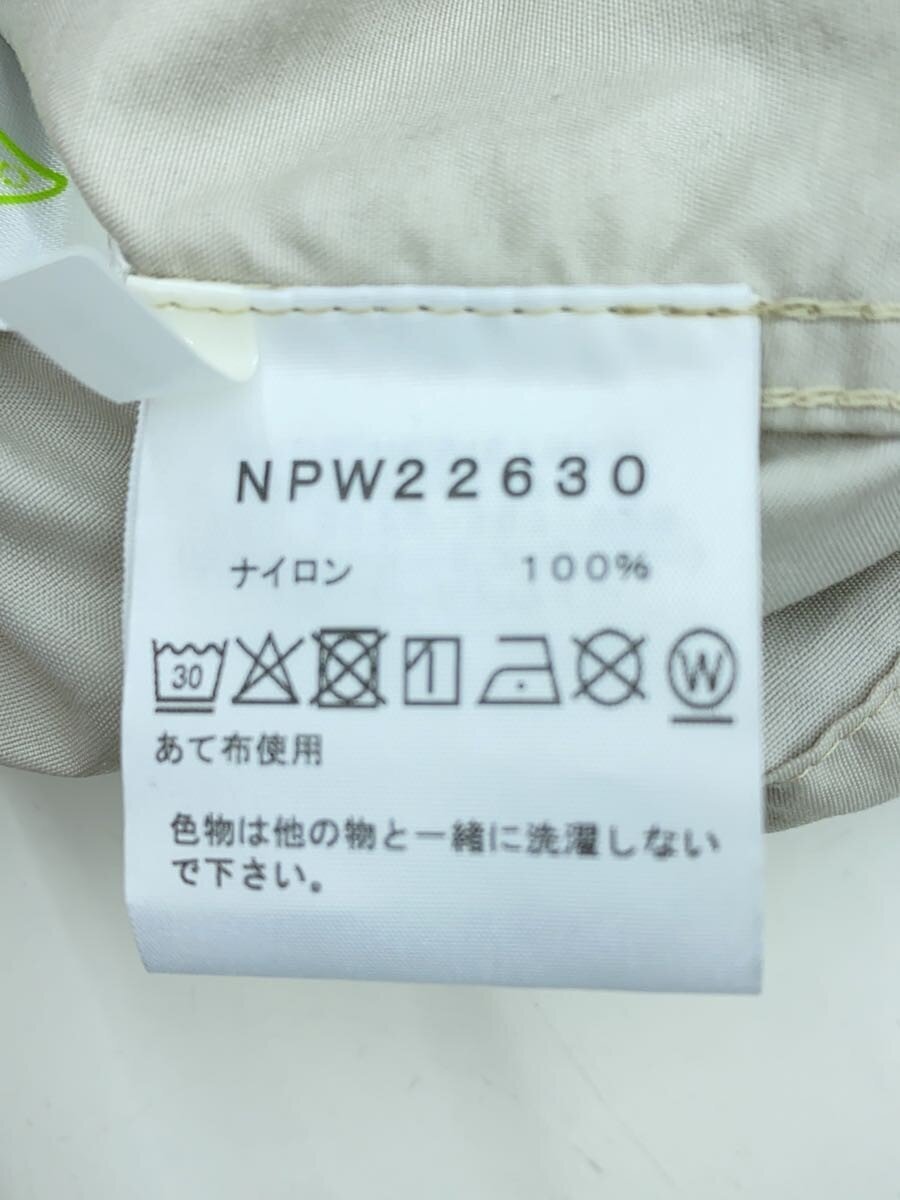 NPW22630
ナイロン 100%
30 W
あて布使用
色物は他の物と一緒に洗濯しない
で下さい。